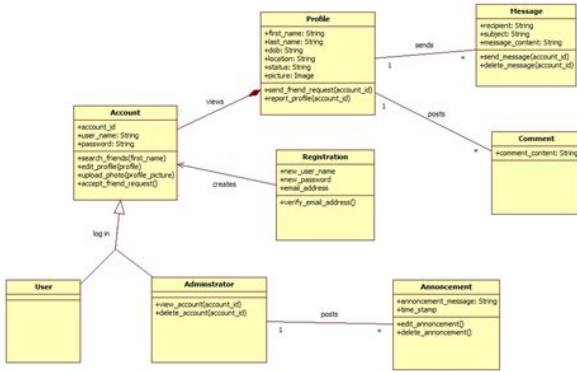 Profile
+first_name: String
+last_name: String
+dob: String
+location: String
+status: String
+picture: Image
+send_friend_request(account_id)
+report_profile(account_id)
sends
1
*
Message
+recipient: String
+subject: String
+message_content: String
+send_message(account_id)
+delete_message(account_id)
views
1
posts
*
Comment
+comment_content: String
Account
+account_id
+user_name: String
+password: String
+search_friends(first_name)
+edit_profile(profile)
+upload_photo(profile_picture)
+accept_friend_request()
creates
Registration
+new_user_name
+new_password
+email_address
+verify_email_address()
log in
User
Adminstrator
+view_account(account_id)
+delete_account(account_id)
posts
1
*
Annoncement
+annoncement_message: String
+time_stamp
+edit_annoncement()
+delete_annoncement()